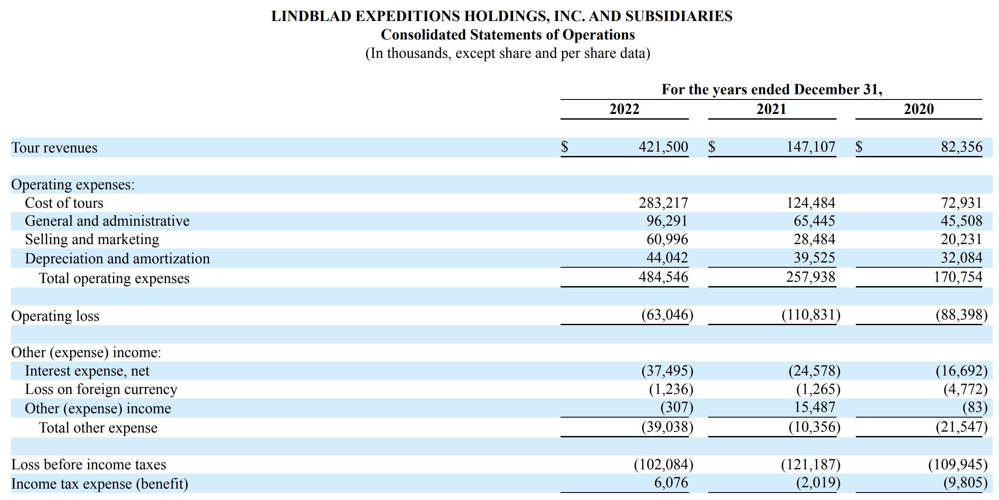 LINDBLAD EXPEDITIONS HOLDINGS, INC. AND SUBSIDIARIES
Consolidated Statements of Operations
(In thousands, except share and per share data)
For the years ended December 31,
2022 2021 2020
Tour revenues $ 421,500 $ 147,107 $ 82,356
Operating expenses:
Cost of tours 283,217 124,484 72,931
General and administrative 96,291 65,445 45,508
Selling and marketing 60,996 28,484 20,231
Depreciation and amortization 44,042 39,525 32,084
Total operating expenses 484,546 257,938 170,754
Operating loss (63,046) (110,831) (88,398)
Other (expense) income:
Interest expense, net (37,495) (24,578) (16,692)
Loss on foreign currency (1,236) (1,265) (4,772)
Other (expense) income (307) 15,487 (83)
Total other expense (39,038) (10,356) (21,547)
Loss before income taxes (102,084) (121,187) (109,945)
Income tax expense (benefit) 6,076 (2,019) (9,805)